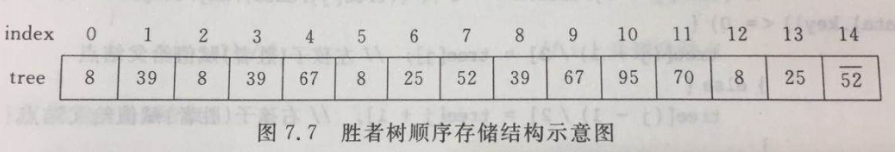 index 0 1 2 3 4 5 6 7 8 9 10 11 12 13 14
tree 8 39 8 39 67 8 25 52 39 67 95 70 8 25 5̅2̅
图 7.7 胜者树顺序存储结构示意图